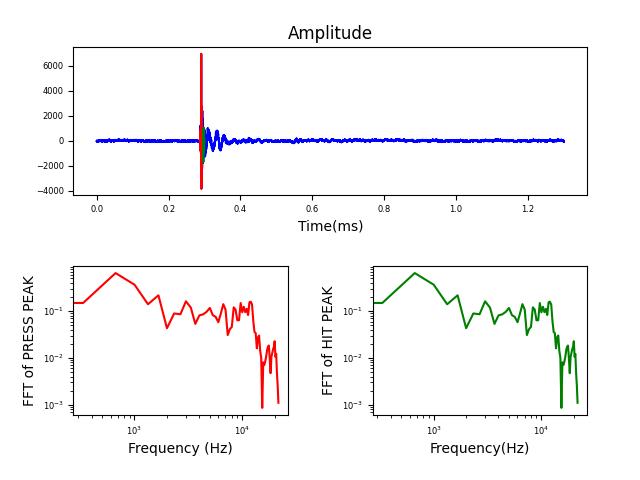 Amplitude
6000
4000
2000
0
−2000
−4000
0.0 0.2 0.4 0.6 0.8 1.0 1.2
Time(ms)
FFT of PRESS PEAK
10⁻¹
10⁻²
10⁻³
10³ 10⁴
Frequency (Hz)
FFT of HIT PEAK
10⁻¹
10⁻²
10⁻³
10³ 10⁴
Frequency(Hz)